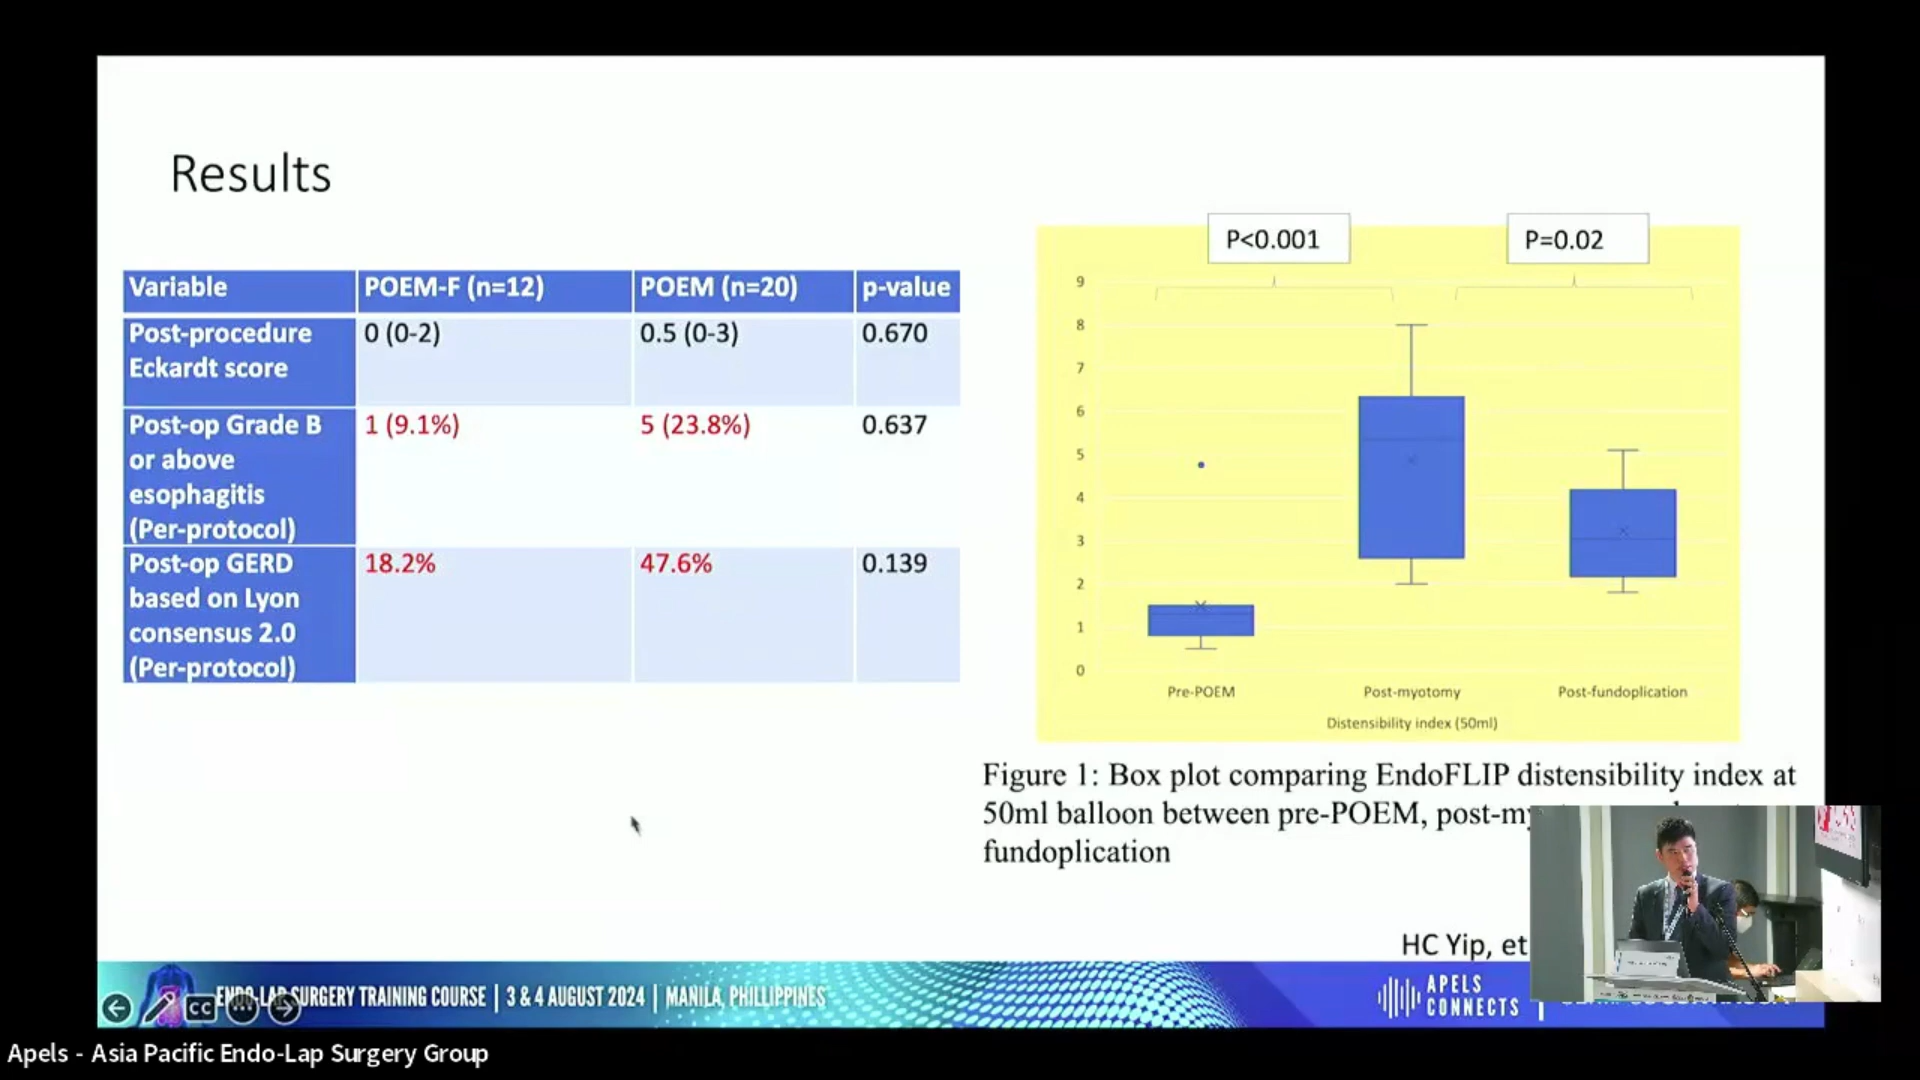 Results
Variable POEM-F (n=12) POEM (n=20) p-value
Post-procedure 0 (0-2) 0.5 (0-3) 0.670
Eckardt score
Post-op Grade B 1 (9.1%) 5 (23.8%) 0.637
or above
esophagitis
(Per-protocol)
Post-op GERD 18.2% 47.6% 0.139
based on Lyon
consensus 2.0
(Per-protocol)
P<0.001 P=0.02
9
8
7
6
5
4
3
2
1
0
Pre-POEM Post-myotomy Post-fundoplication
Distensibility index (50ml)
Figure 1: Box plot comparing EndoFLIP distensibility index at
50ml balloon between pre-POEM, post-my
fundoplication
HC Yip, et
ENDO-LAP SURGERY TRAINING COURSE | 3 & 4 AUGUST 2024 | MANILA, PHILLIPPINES
APELS
CONNECTS
CC
Apels - Asia Pacific Endo-Lap Surgery Group